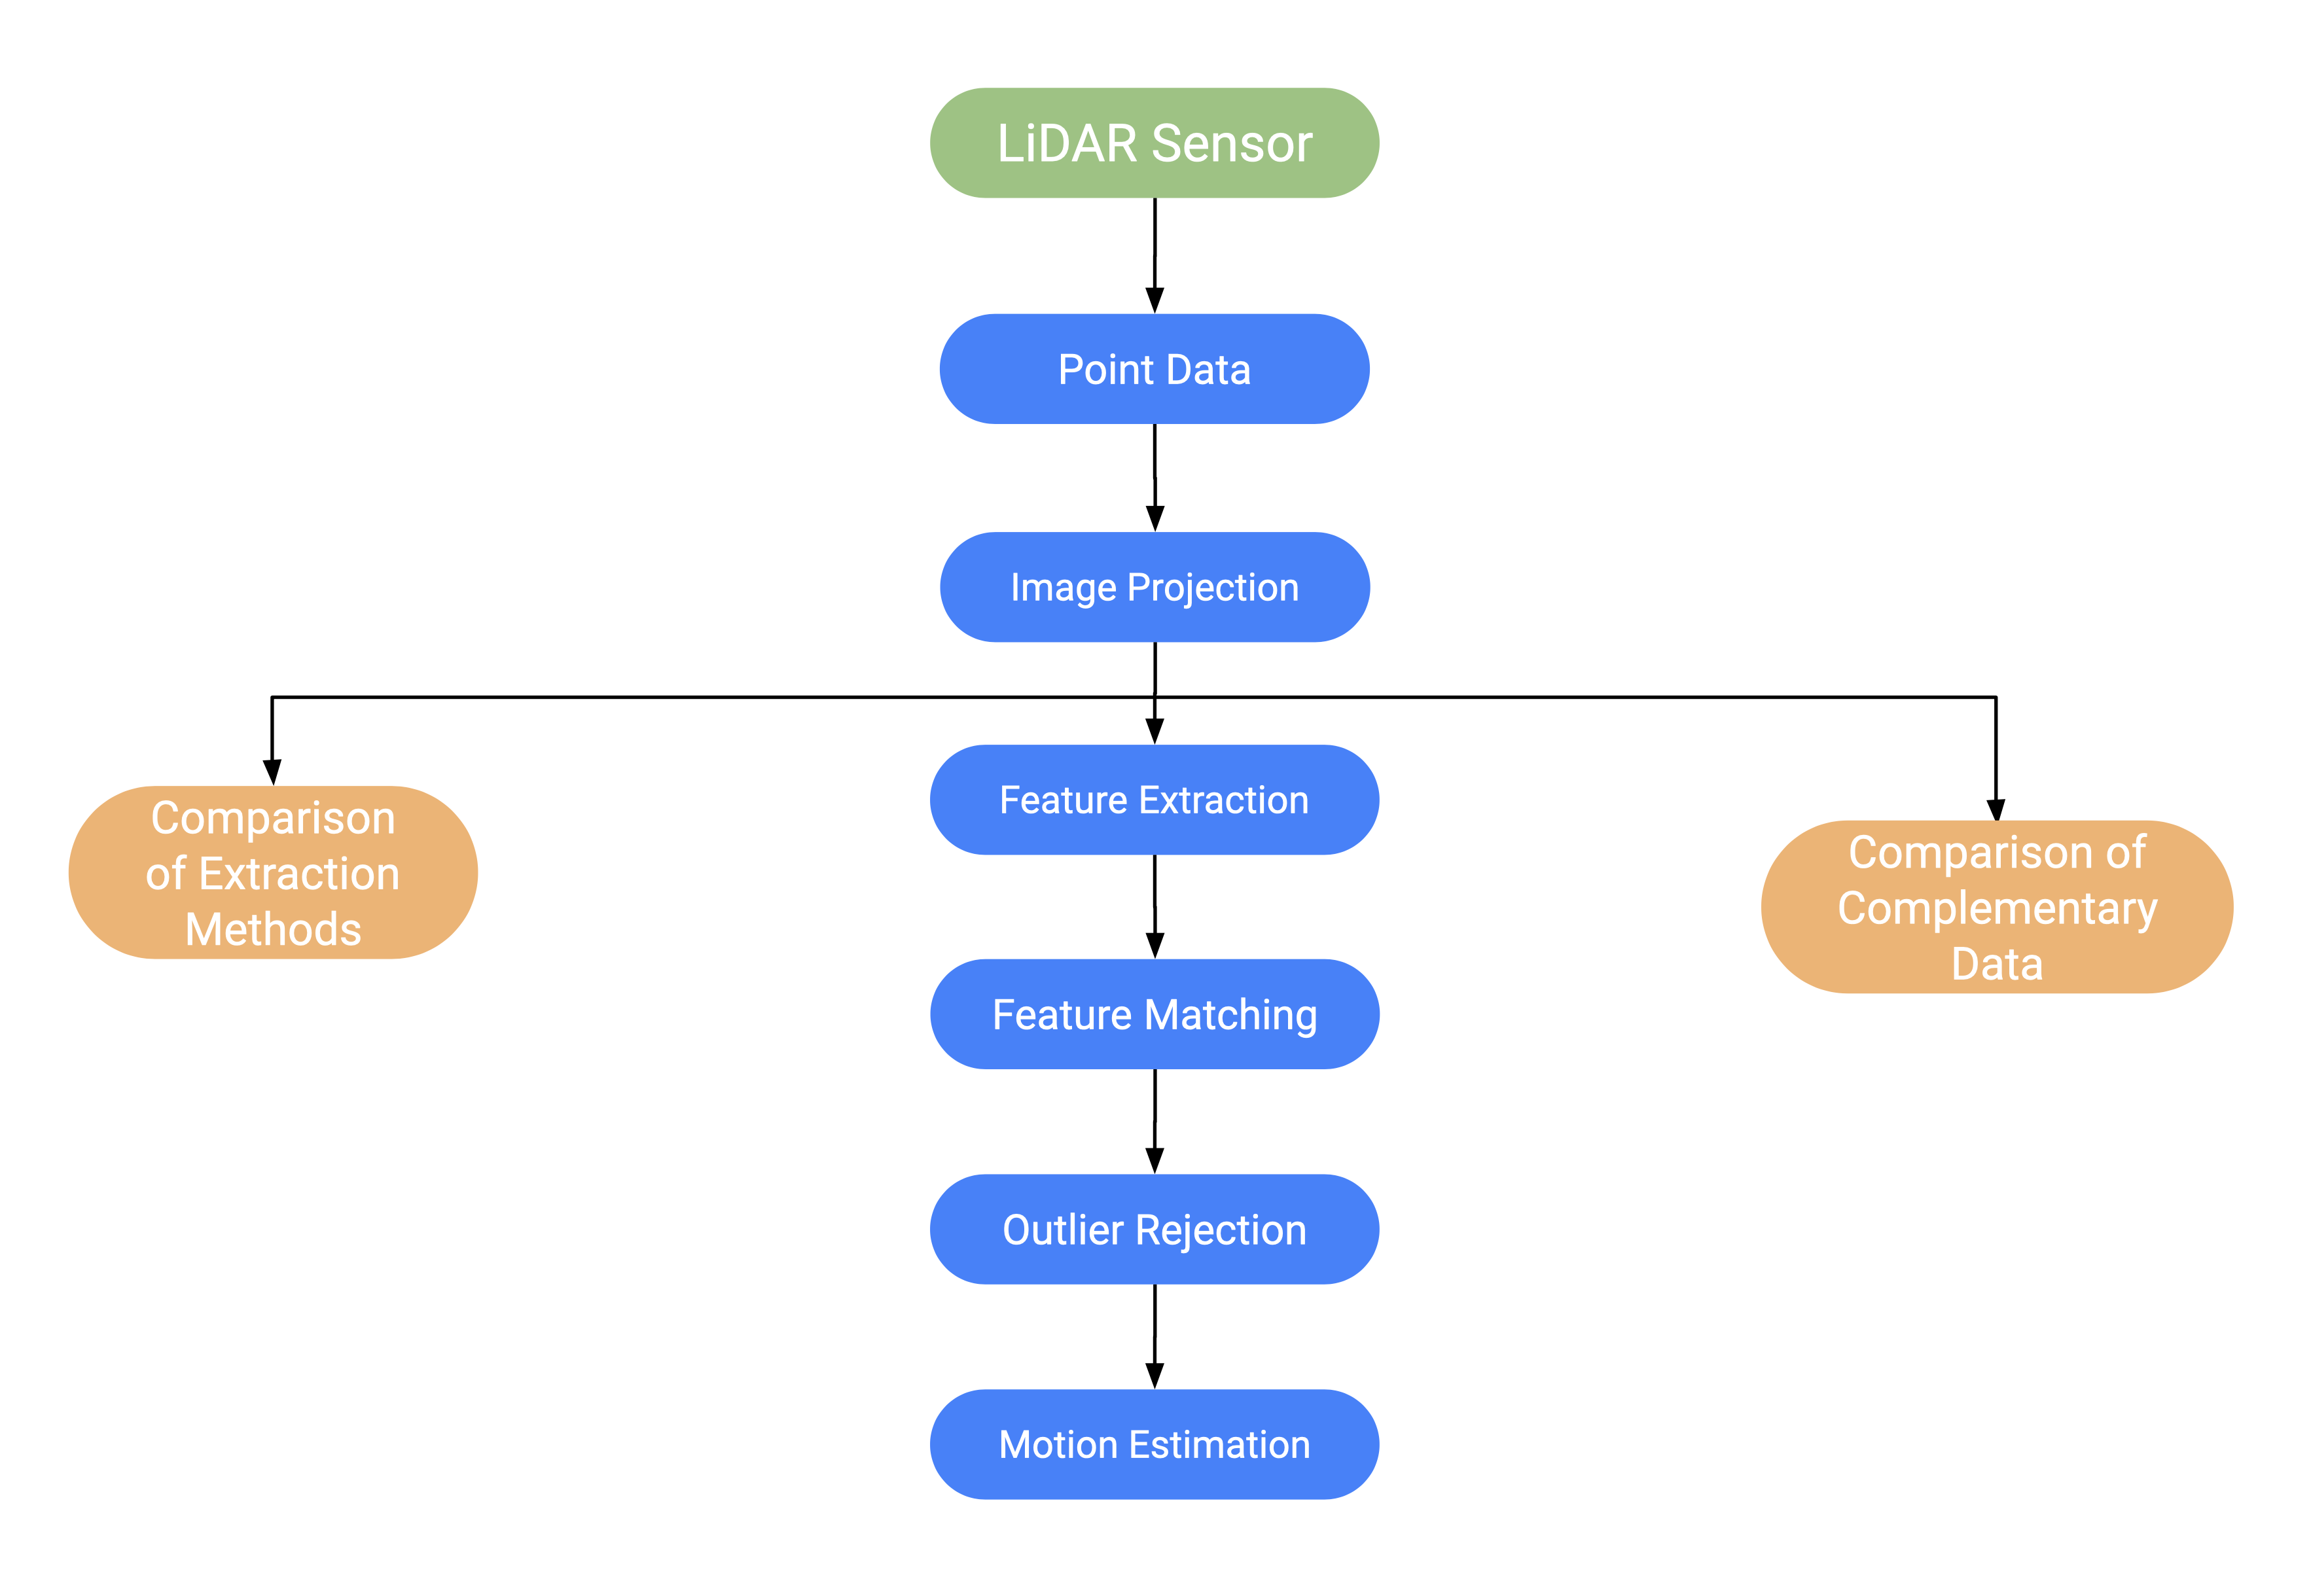 LiDAR Sensor
Point Data
Image Projection
Feature Extraction
Comparison
of Extraction
Methods
Comparison of
Complementary
Data
Feature Matching
Outlier Rejection
Motion Estimation